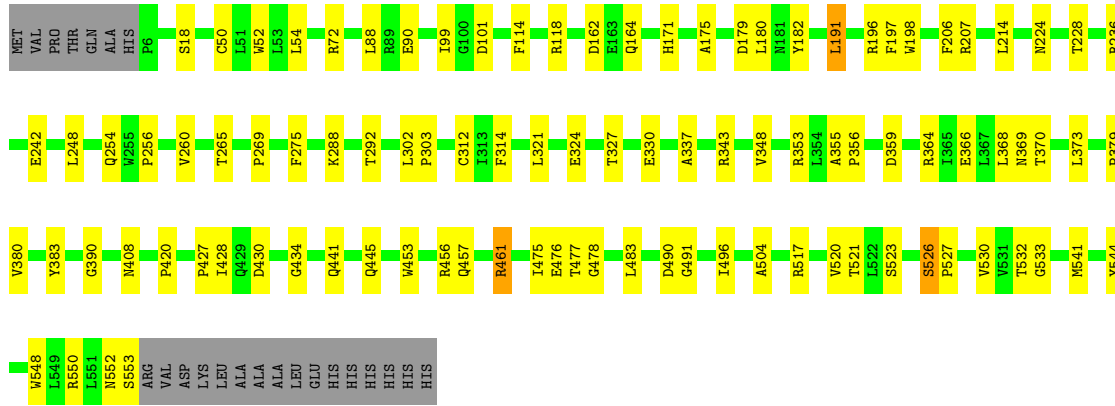 MET VAL PRO THR GLN ALA HIS P6 S18 C50 L51 W52 L53 L54 R72 L88 R89 E90 I99 G100 D101 F114 R118 D162 E163 Q164 H171 A175 D179 L180 N181 Y182 L191 R196 F197 W198 F206 R207 L214 N224 T228
E242 L248 Q254 W255 P256 V260 T265 P269 F275 K288 T292 L302 P303 C312 I313 F314 L321 E324 T327 E330 A337 R343 V348 R353 L354 A355 P356 D359 R364 I365 E366 L367 L368 N369 T370 L373
V380 Y383 G390 N408 P420 P427 I428 Q429 D430 G434 Q441 Q445 W453 R456 Q457 R461 I475 E476 T477 G478 L483 D490 G491 I496 A504 R517 V520 T521 L522 S523 S526 P527 V530 V531 T532 G533 M541
W548 L549 R550 L551 N552 S553 ARG VAL ASP LYS LEU ALA ALA ALA LEU GLU HIS HIS HIS HIS HIS HIS